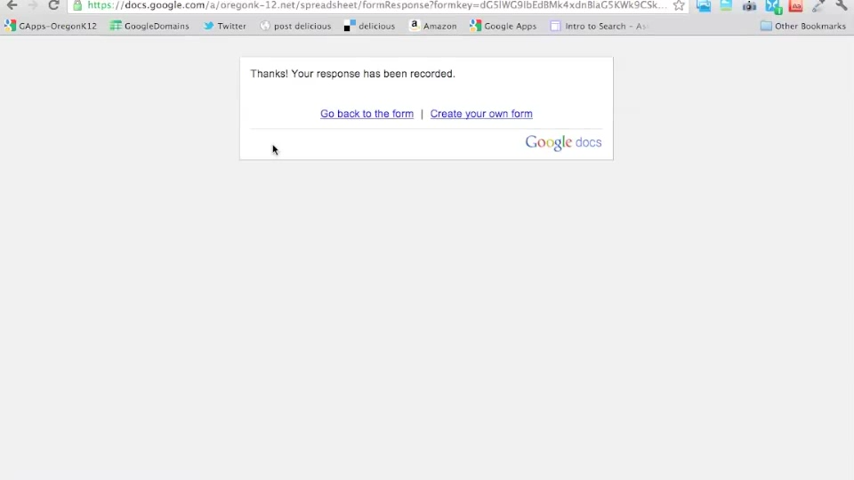 https://docs.google.com/a/oregonk-12.net/spreadsheet/formResponse?formkey=
GApps-OregonK12 GoogleDomains Twitter post delicious delicious Amazon Google Apps Intro to Search - As Other Bookmarks
Thanks! Your response has been recorded.
Go back to the form | Create your own form
Google docs